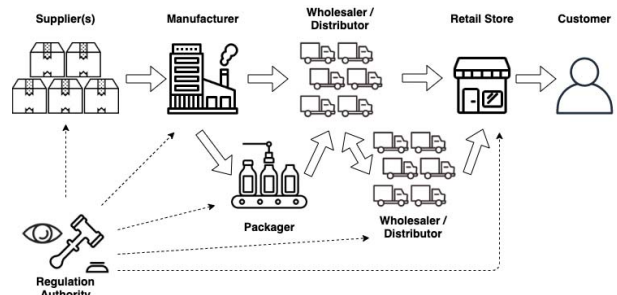 Supplier(s)
Manufacturer
Wholesaler /
Distributor
Retail Store
Customer
Packager
Wholesaler /
Distributor
Regulation
Authority